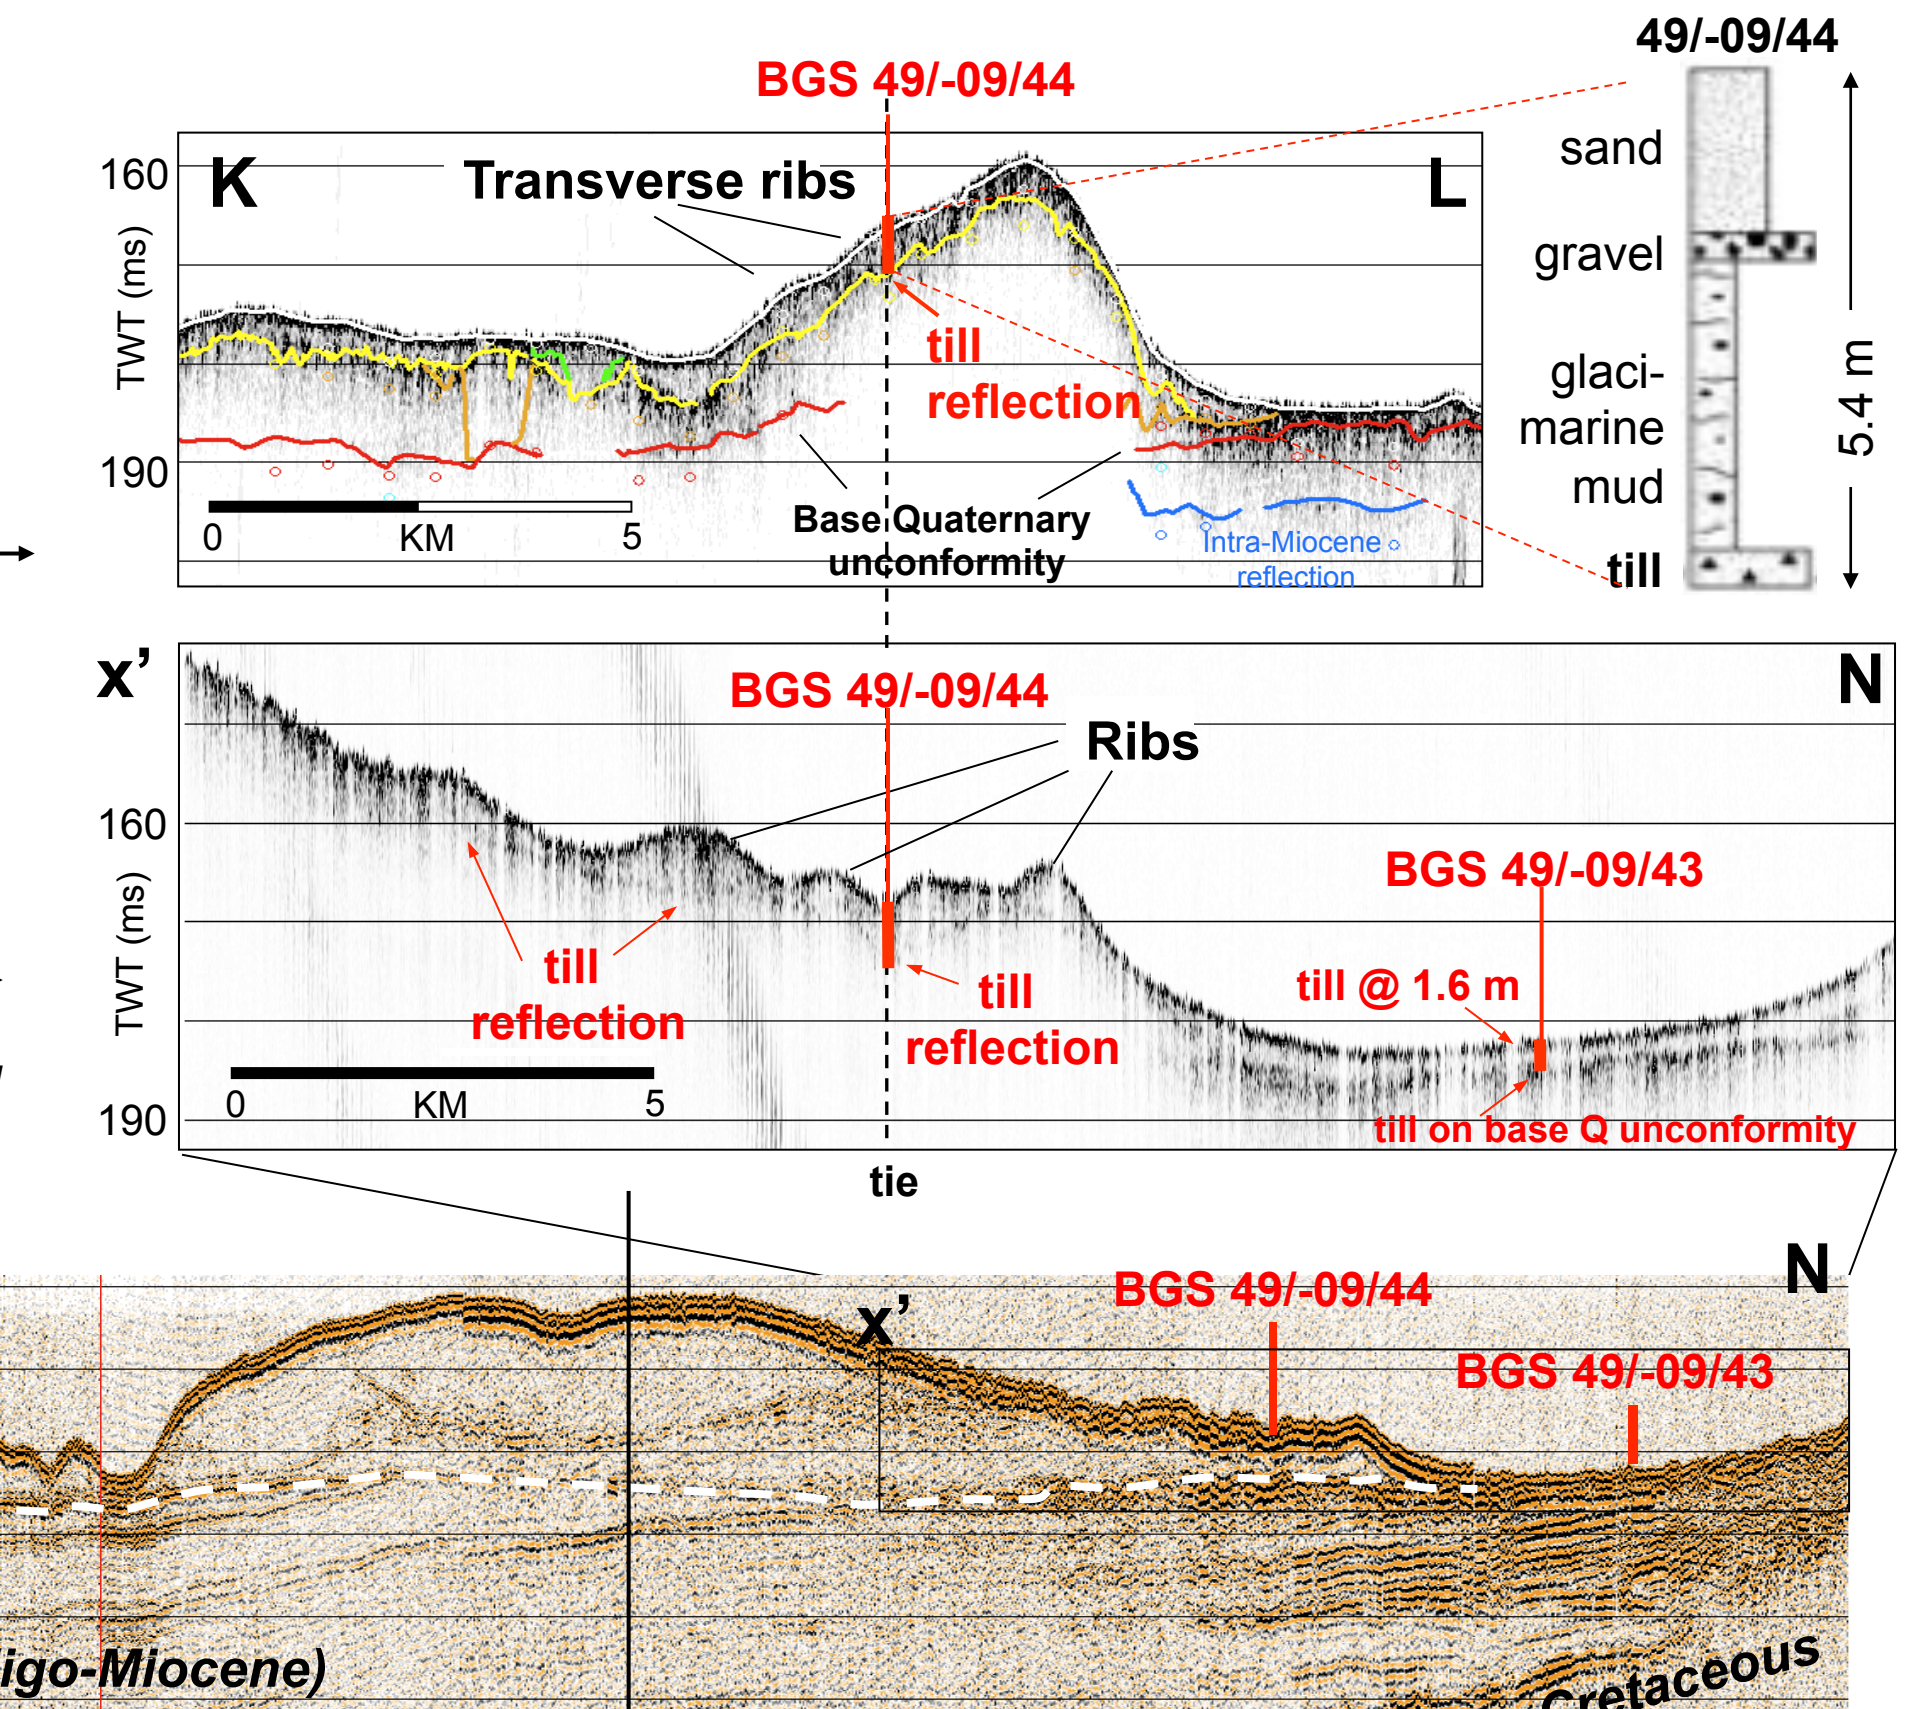 49/-09/44
BGS 49/-09/44
K
Transverse ribs
L
160
190
TWT (ms)
till
reflection
Base Quaternary
unconformity
Intra-Miocene
reflection
0
KM
5
sand
gravel
glaci-
marine
mud
till
5.4 m
x’
N
BGS 49/-09/44
Ribs
160
BGS 49/-09/43
TWT (ms)
till
reflection
till
reflection
till @ 1.6 m
till on base Q unconformity
0
KM
5
190
tie
N
BGS 49/-09/44
x’
BGS 49/-09/43
igo-Miocene)
Cretaceous